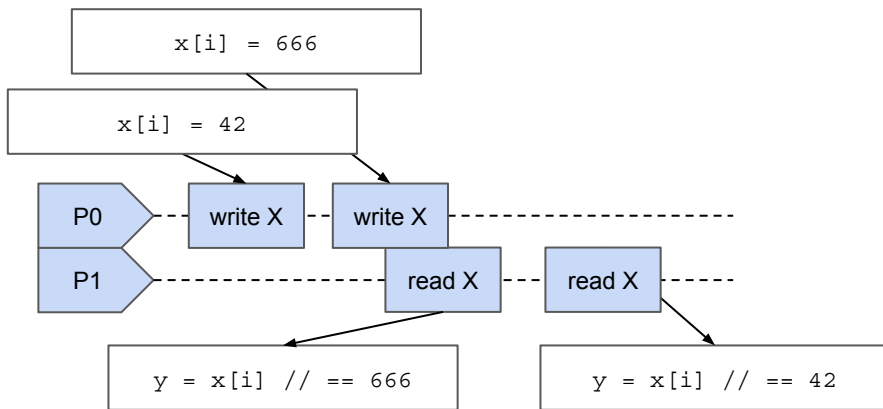 x[i] = 666
x[i] = 42
P0 write X write X
P1 read X read X
y = x[i] // == 666 y = x[i] // == 42